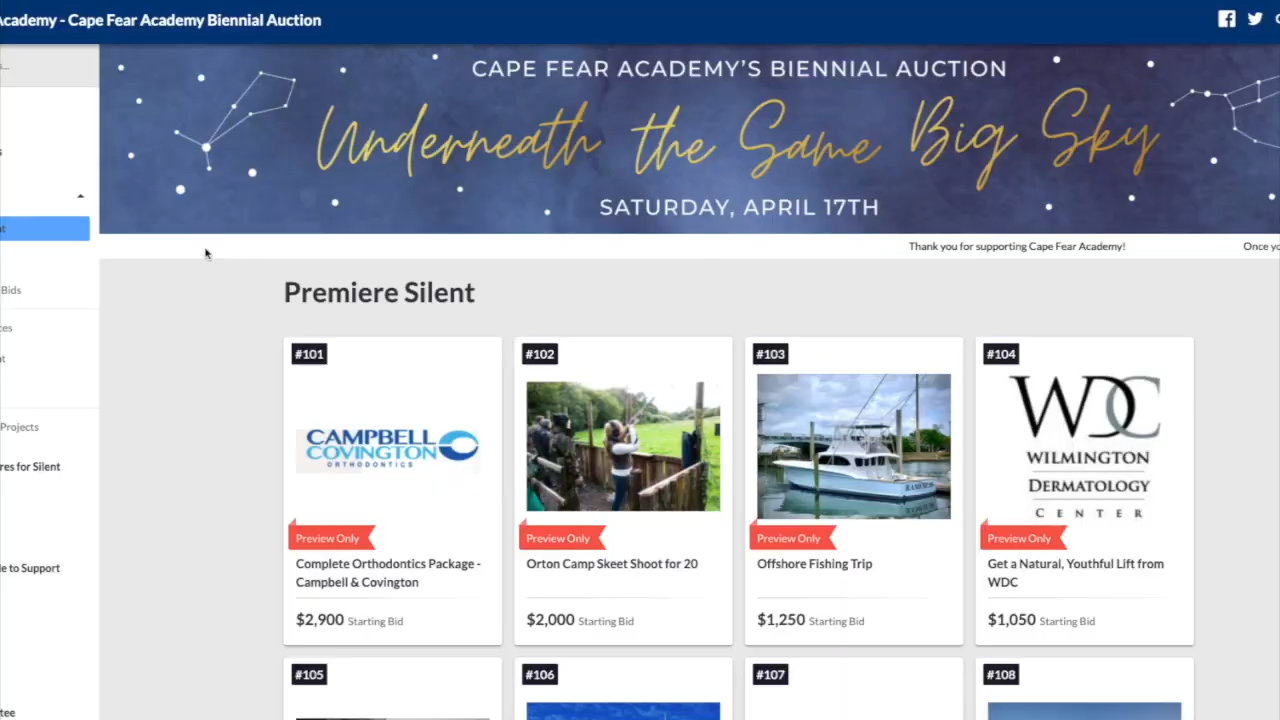 Academy - Cape Fear Academy Biennial Auction
CAPE FEAR ACADEMY'S BIENNIAL AUCTION
Underneath the Same Big Sky
SATURDAY, APRIL 17TH
Thank you for supporting Cape Fear Academy!
Once yo
Bids
Projects
res for Silent
le to Support
Premiere Silent
#101
CAMPBELL
COVINGTON
ORTHODONTICS
Preview Only
Complete Orthodontics Package -
Campbell & Covington
$2,900 Starting Bid
#102
Preview Only
Orton Camp Skeet Shoot for 20
$2,000 Starting Bid
#103
Preview Only
Offshore Fishing Trip
$1,250 Starting Bid
#104
WDC
WILMINGTON
DERMATOLOGY
CENTER
Preview Only
Get a Natural, Youthful Lift from
WDC
$1,050 Starting Bid
#105
#106
#107
#108